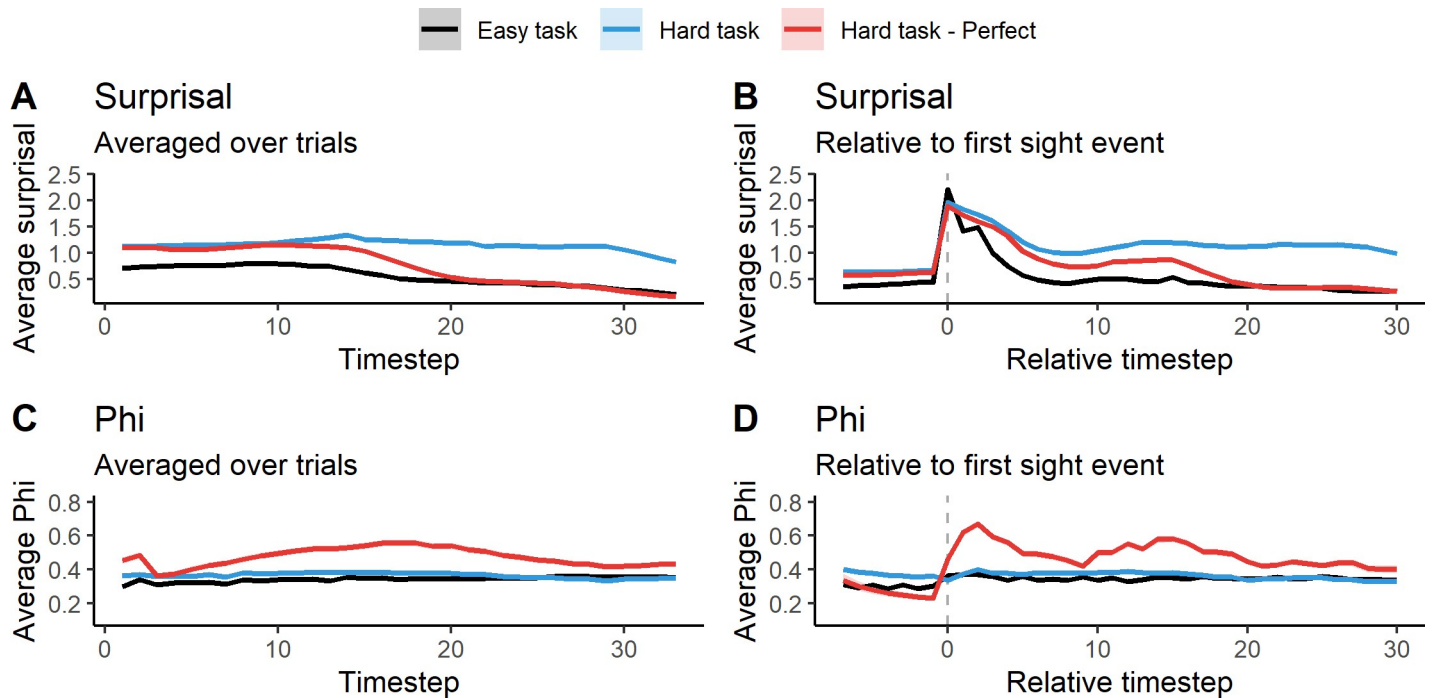 Easy task Hard task Hard task - Perfect
A Surprisal
Averaged over trials
Average surprisal
2.5
2.0
1.5
1.0
0.5
0 10 20 30
Timestep
B Surprisal
Relative to first sight event
Average surprisal
2.5
2.0
1.5
1.0
0.5
0 10 20 30
Relative timestep
C Phi
Averaged over trials
Average Phi
0.8
0.6
0.4
0.2
0 10 20 30
Timestep
D Phi
Relative to first sight event
Average Phi
0.8
0.6
0.4
0.2
0 10 20 30
Relative timestep